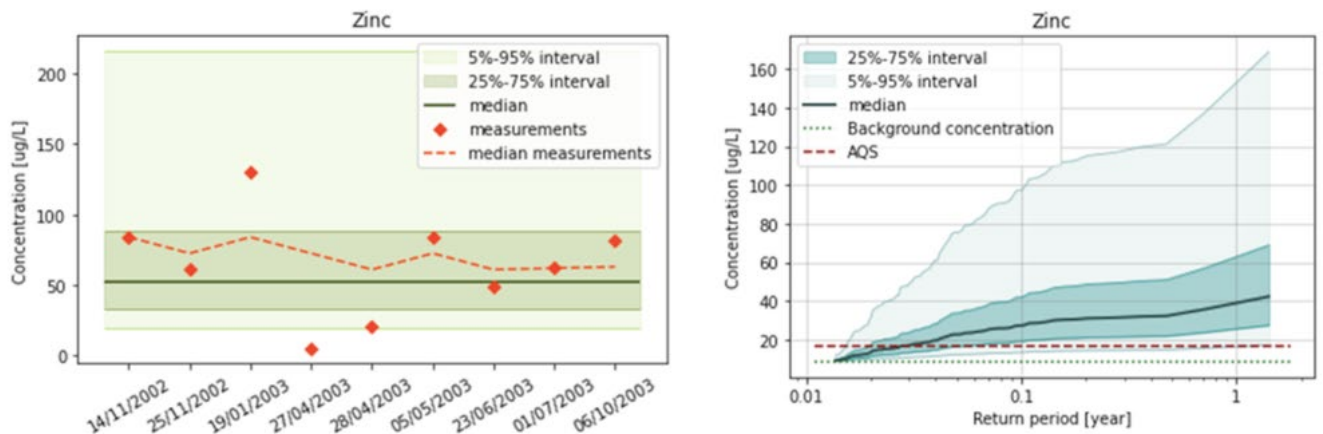 Zinc
Concentration [ug/L]
200
150
100
50
0
5%-95% interval
25%-75% interval
median
measurements
median measurements
14/11/2002
25/11/2002
19/01/2003
27/04/2003
28/04/2003
05/05/2003
23/06/2003
01/07/2003
06/10/2003
Zinc
Concentration [ug/L]
160
140
120
100
80
60
40
20
25%-75% interval
5%-95% interval
median
Background concentration
AQS
0.01
0.1
1
Return period [year]